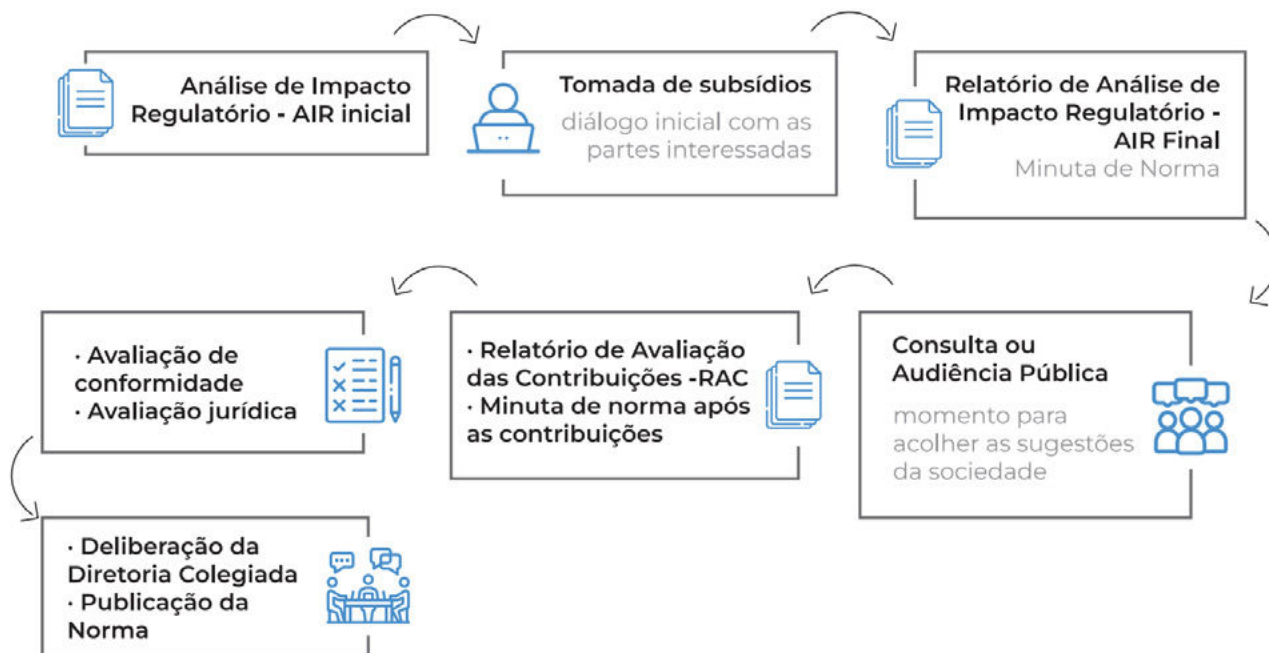 Análise de Impacto
Regulatório - AIR inicial
Tomada de subsídios
diálogo inicial com as
partes interessadas
Relatório de Análise de
Impacto Regulatório -
AIR Final
Minuta de Norma
Consulta ou
Audiência Pública
momento para
acolher as sugestões
da sociedade
· Relatório de Avaliação
das Contribuições -RAC
· Minuta de norma após
as contribuições
· Avaliação de
conformidade
· Avaliação jurídica
· Deliberação da
Diretoria Colegiada
· Publicação da
Norma